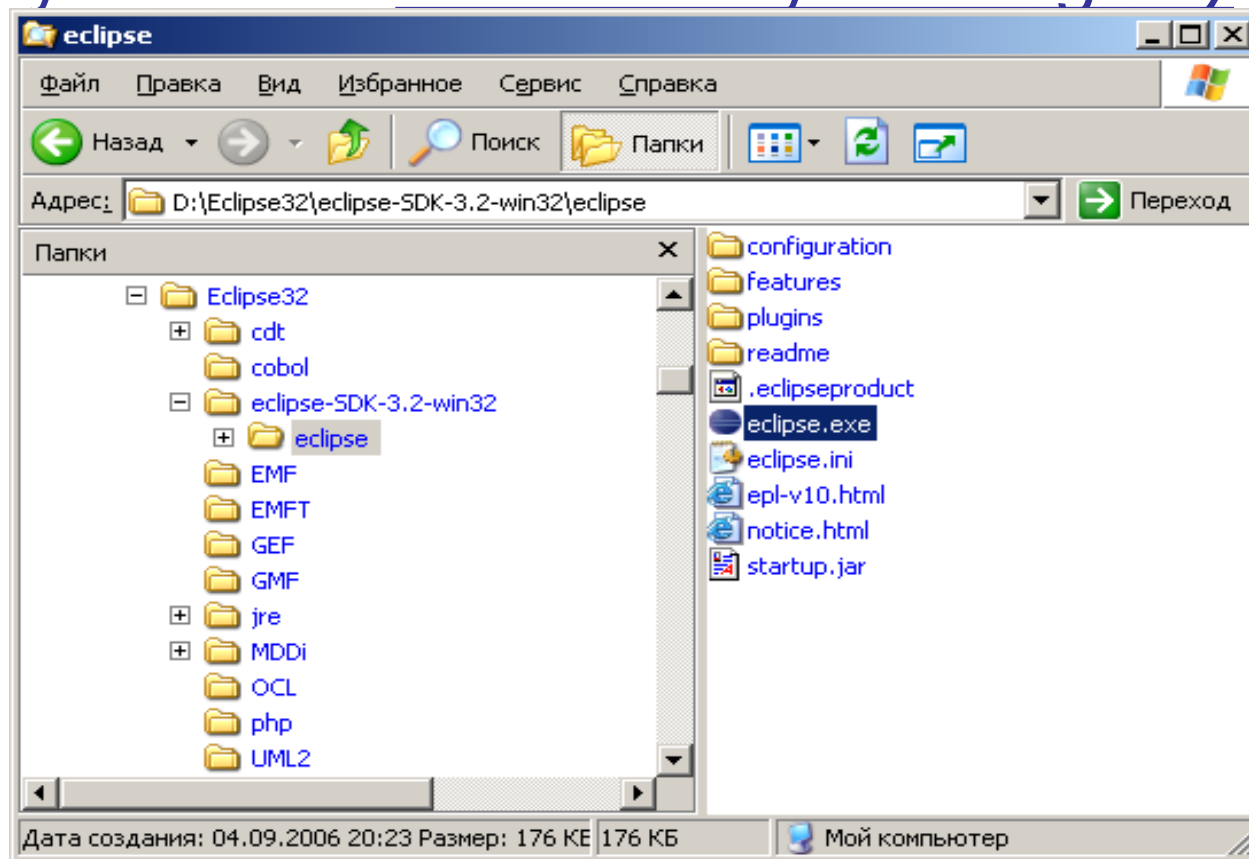 eclipse
Файл Правка Вид Избранное Сервис Справка
Назад Поиск Папки
Адрес: D:\Eclipse32\eclipse-SDK-3.2-win32\eclipse Переход
Папки
Eclipse32
cdt
cobol
eclipse-SDK-3.2-win32
eclipse
EMF
EMFT
GEF
GMF
jre
MDDi
OCL
php
UML2
configuration
features
plugins
readme
.eclipseproduct
eclipse.exe
eclipse.ini
epl-v10.html
notice.html
startup.jar
Дата создания: 04.09.2006 20:23 Размер: 176 КБ 176 КБ Мой компьютер